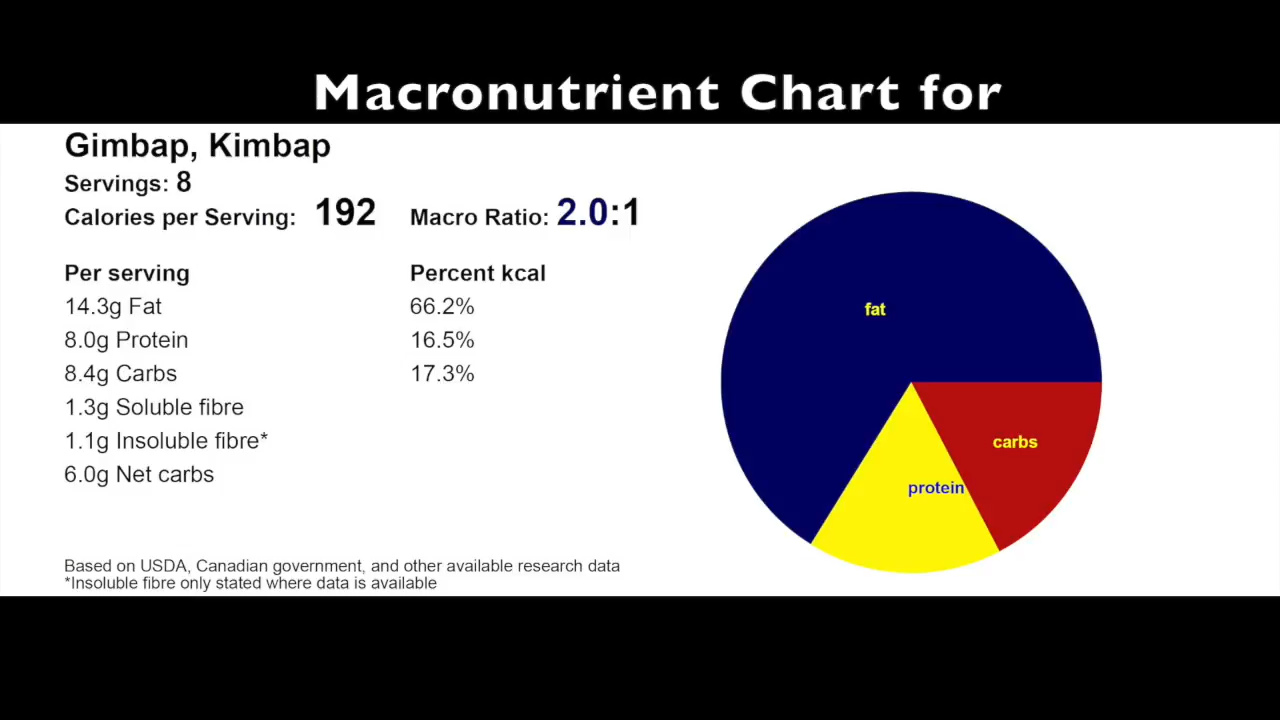 Macronutrient Chart for
Gimbap, Kimbap
Servings: 8
Calories per Serving: 192 Macro Ratio: 2.0:1
Per serving Percent kcal
14.3g Fat 66.2%
8.0g Protein 16.5%
8.4g Carbs 17.3%
1.3g Soluble fibre
1.1g Insoluble fibre*
6.0g Net carbs
fat
carbs
protein
Based on USDA, Canadian government, and other available research data
*Insoluble fibre only stated where data is available